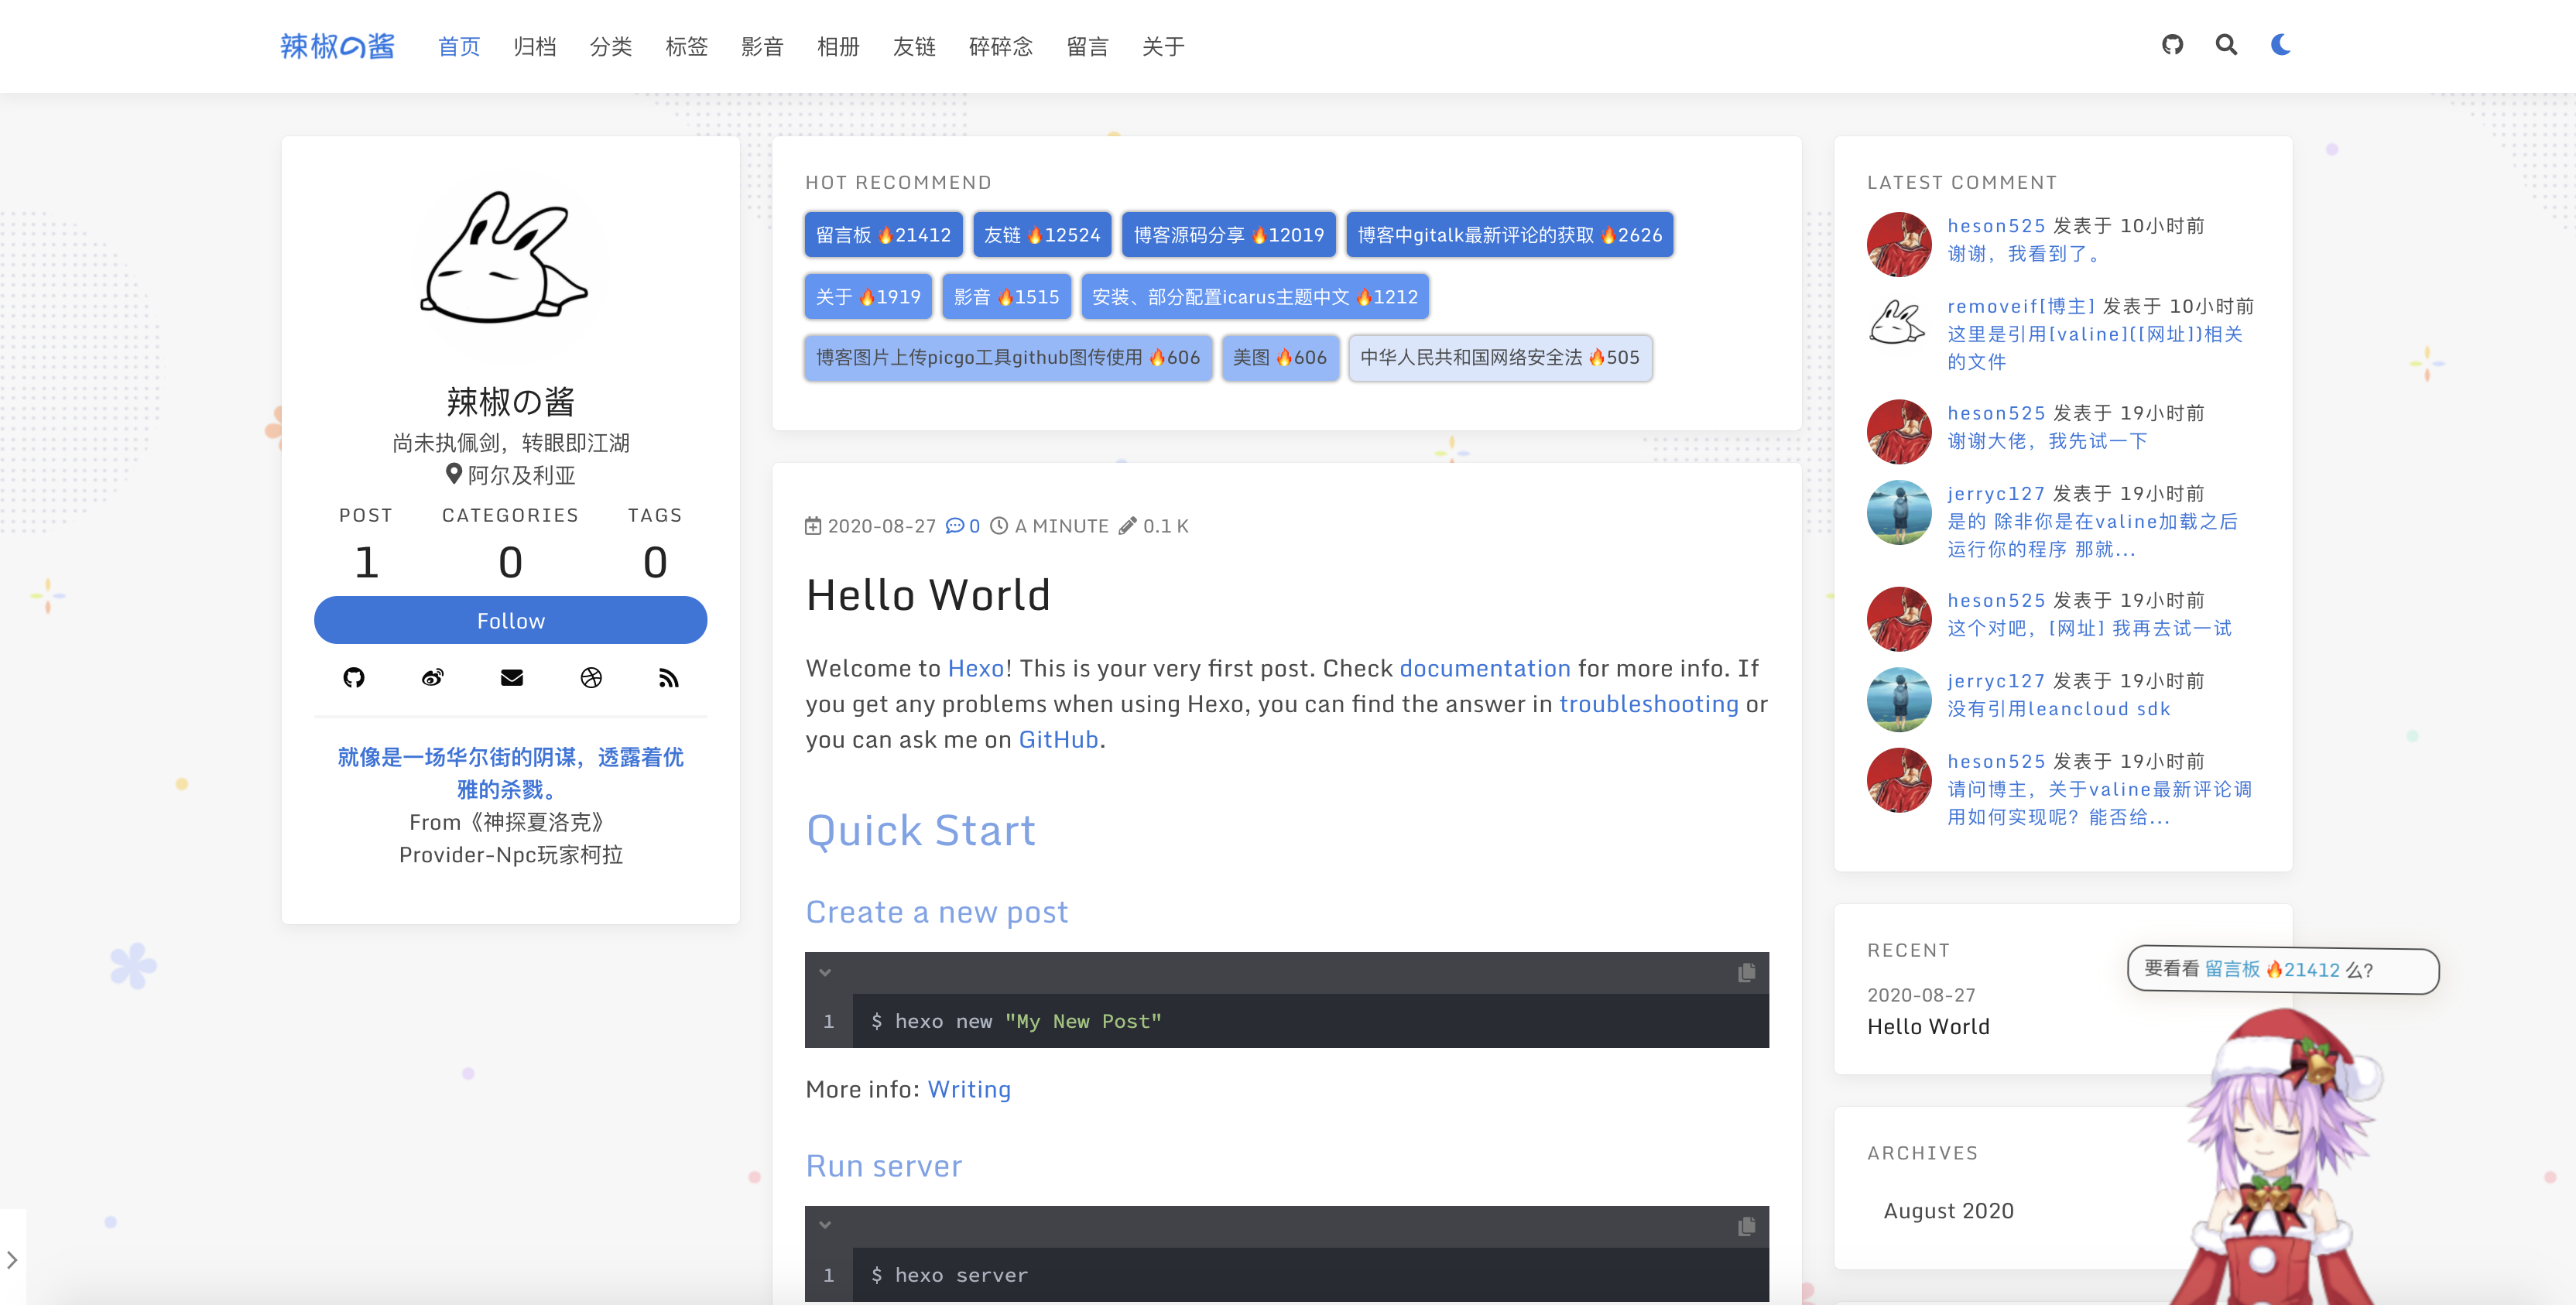 辣椒の酱 首页 归档 分类 标签 影音 相册 友链 碎碎念 留言 关于
辣椒の酱
尚未执佩剑，转眼即江湖
阿尔及利亚
POST CATEGORIES TAGS
1 0 0
Follow
就像是一场华尔街的阴谋，透露着优
雅的杀戮。
From《神探夏洛克》
Provider-Npc玩家柯拉
HOT RECOMMEND
留言板 🔥21412 友链 🔥12524 博客源码分享 🔥12019 博客中gitalk最新评论的获取 🔥2626
关于 🔥1919 影音 🔥1515 安装、部分配置icarus主题中文 🔥1212
博客图片上传picgo工具github图传使用 🔥606 美图 🔥606 中华人民共和国网络安全法 🔥505
2020-08-27 0 A MINUTE 0.1 K
Hello World
Welcome to Hexo! This is your very first post. Check documentation for more info. If
you get any problems when using Hexo, you can find the answer in troubleshooting or
you can ask me on GitHub.
Quick Start
Create a new post
1 $ hexo new "My New Post"
More info: Writing
Run server
1 $ hexo server
LATEST COMMENT
heson525 发表于 10小时前
谢谢，我看到了。
removeif[博主] 发表于 10小时前
这里是引用[valine]([网址])相关
的文件
heson525 发表于 19小时前
谢谢大佬，我先试一下
jerryc127 发表于 19小时前
是的 除非你是在valine加载之后
运行你的程序 那就...
heson525 发表于 19小时前
这个对吧，[网址] 我再去试一试
jerryc127 发表于 19小时前
没有引用leancloud sdk
heson525 发表于 19小时前
请问博主，关于valine最新评论调
用如何实现呢？能否给...
RECENT
2020-08-27
Hello World
要看看 留言板 🔥21412 么？
ARCHIVES
August 2020